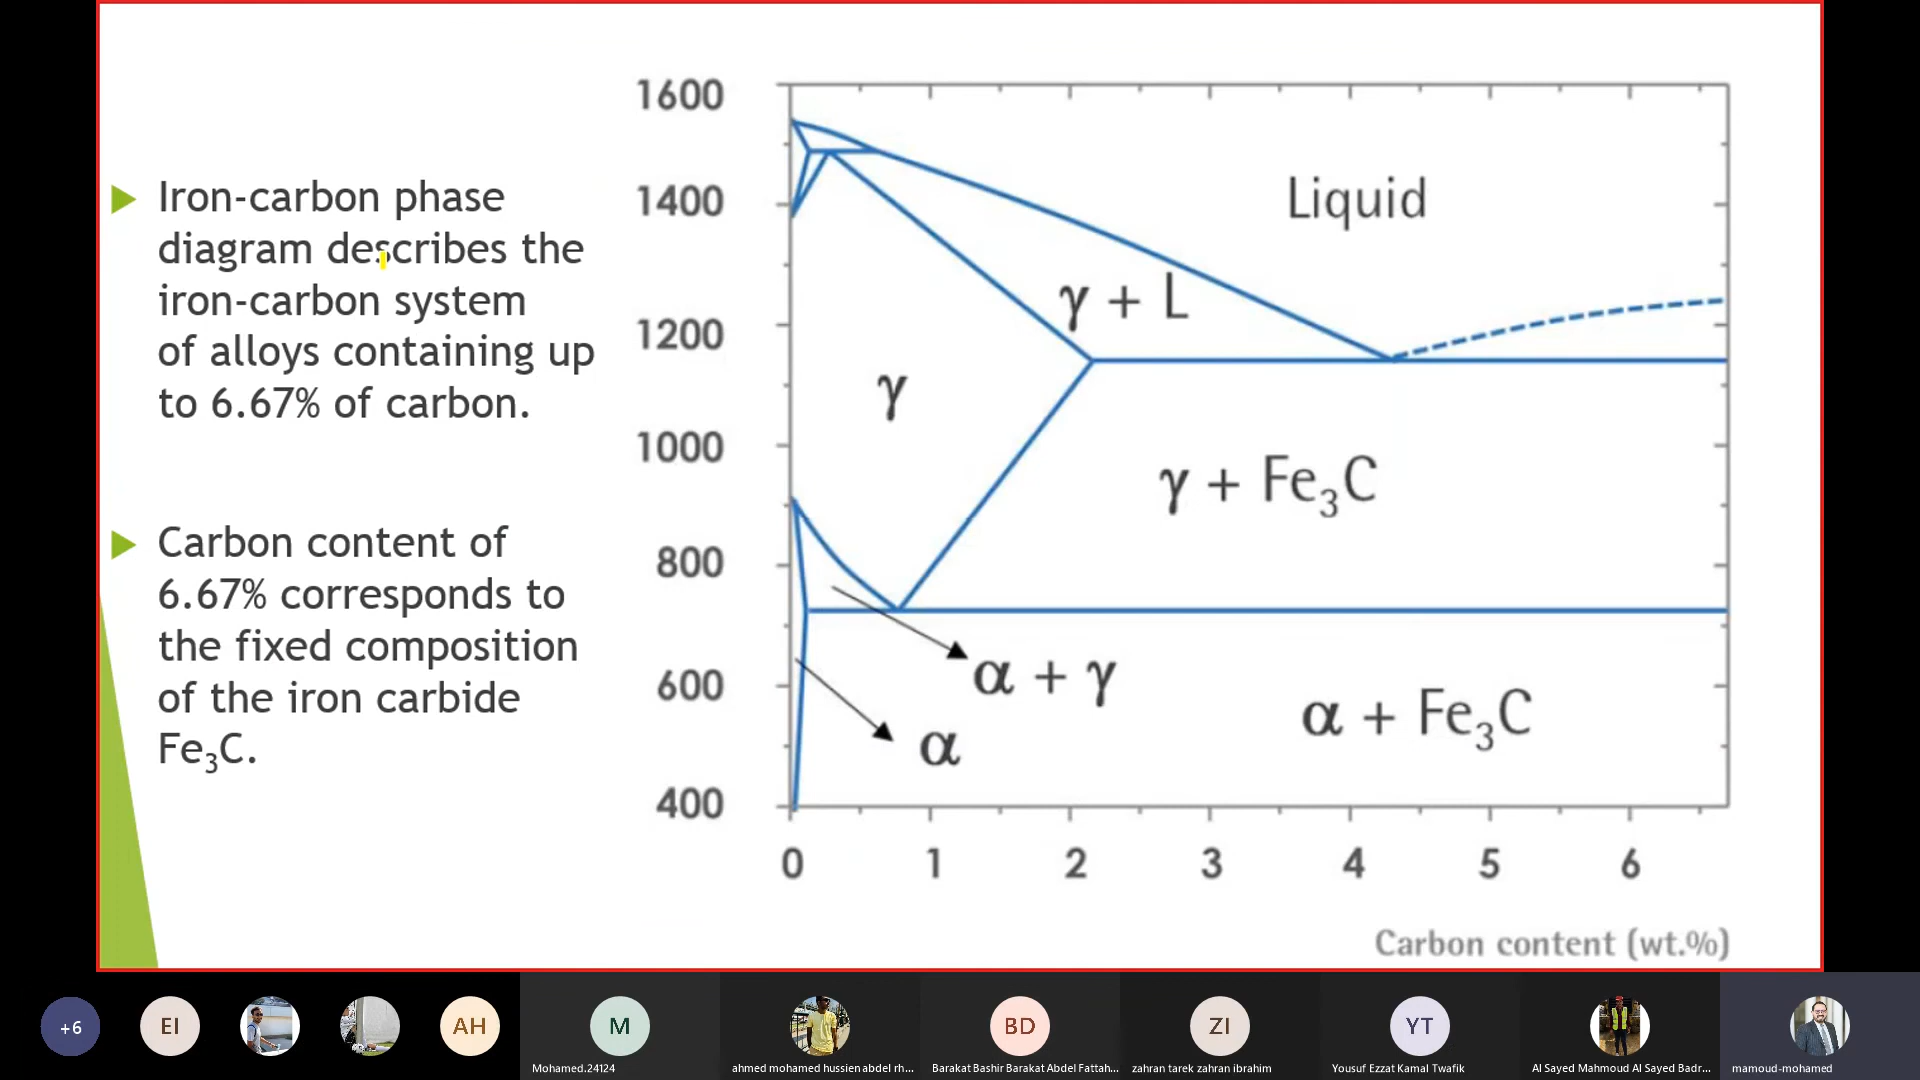 Iron-carbon phase
diagram describes the
iron-carbon system
of alloys containing up
to 6.67% of carbon.
Carbon content of
6.67% corresponds to
the fixed composition
of the iron carbide
Fe₃C.
1600
1400
1200
1000
800
600
400
Liquid
γ + L
γ
γ + Fe₃C
α + γ
α
α + Fe₃C
0 1 2 3 4 5 6
Carbon content (wt.%)
+6
EI
AH
M
BD
ZI
YT
Mohamed.24124
ahmed mohamed hussien abdel rh...
Barakat Bashir Barakat Abdel Fattah...
zahran tarek zahran ibrahim
Yousuf Ezzat Kamal Twafik
Al Sayed Mahmoud Al Sayed Badr...
mamoud-mohamed